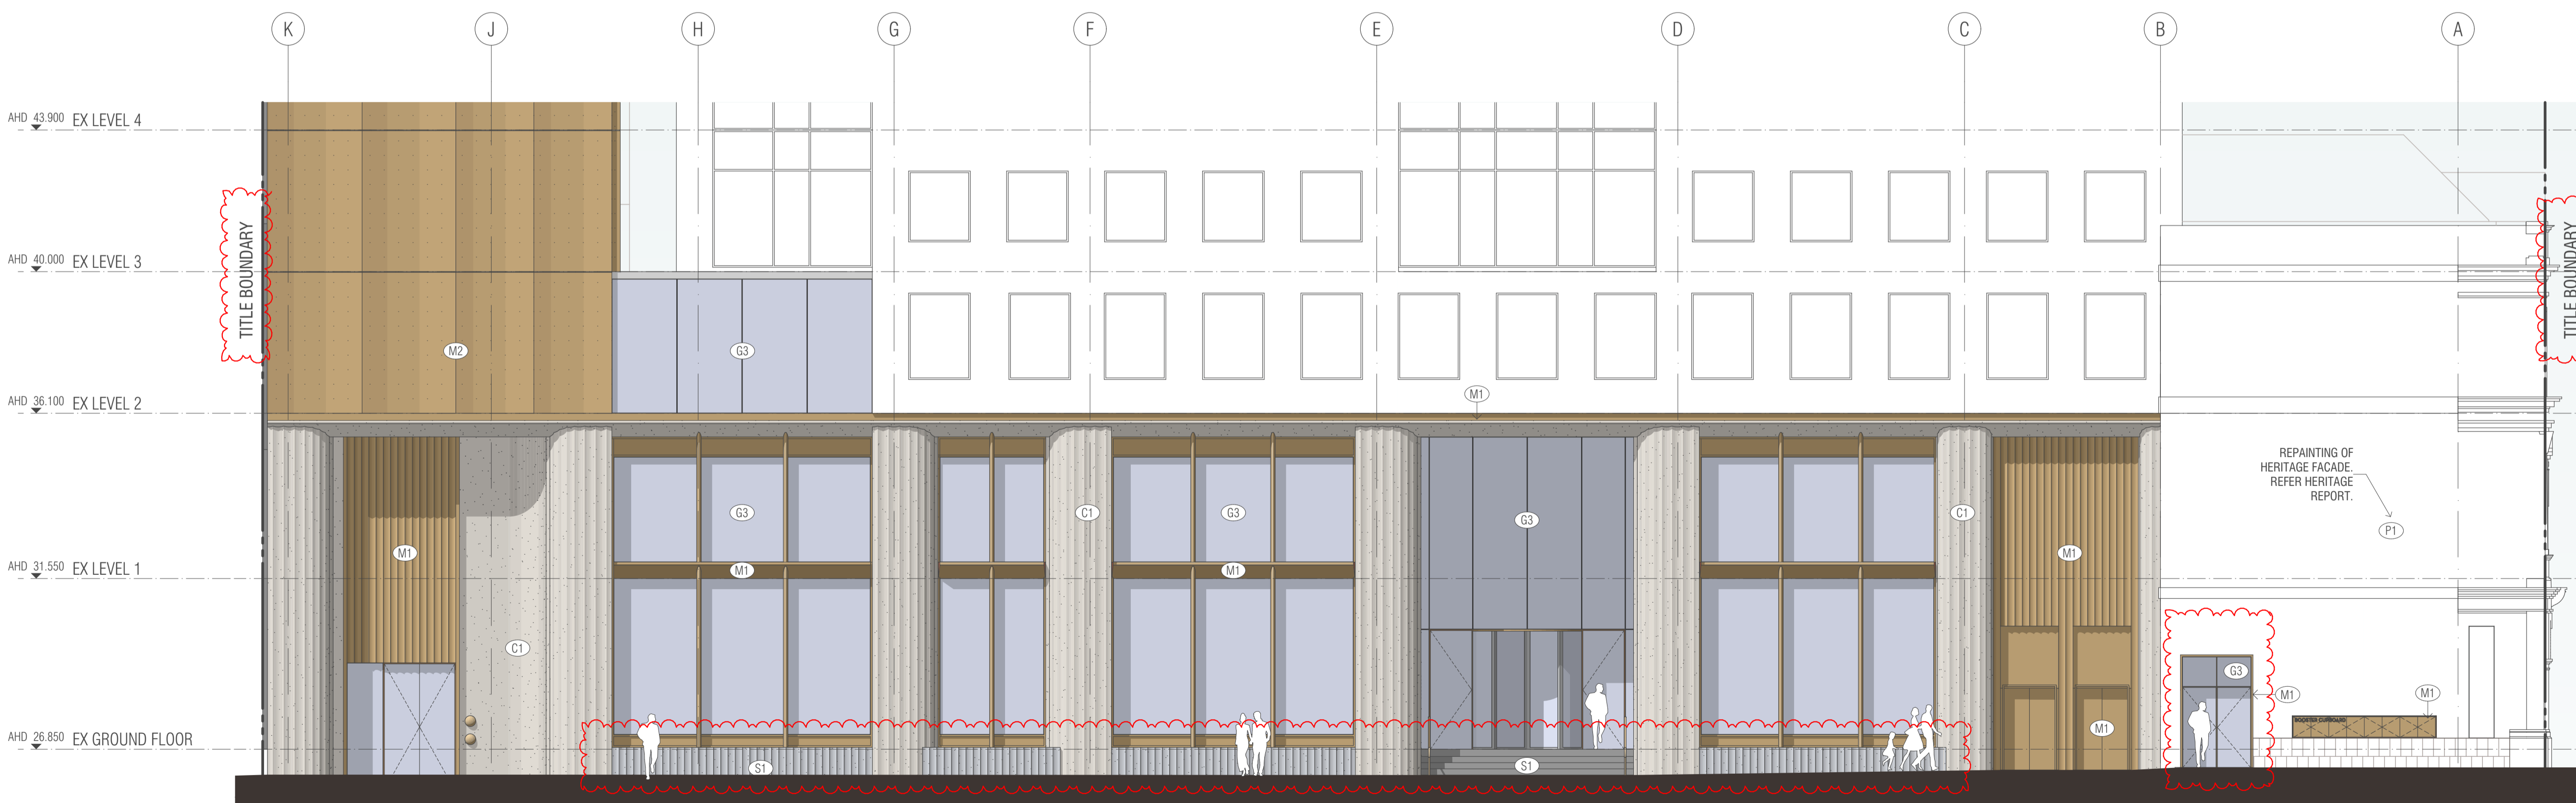 K J H G F E D C B A
AHD 43.900 EX LEVEL 4
TITLE BOUNDARY
TITLE BOUNDARY
AHD 40.000 EX LEVEL 3
M2
G3
AHD 36.100 EX LEVEL 2
M1
REPAINTING OF
HERITAGE FACADE.
REFER HERITAGE
REPORT.
G3
C1
G3
G3
C1
P1
M1
M1
AHD 31.550 EX LEVEL 1
M1
M1
C1
G3
M1
M1
BOOSTER CUPBOARD
M1
AHD 26.850 EX GROUND FLOOR
S1
S1